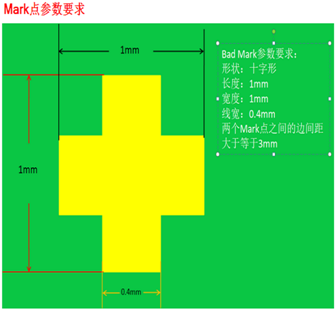 Mark点参数要求
1mm
Bad Mark参数要求：
形状：十字形
长度：1mm
宽度：1mm
线宽：0.4mm
两个Mark点之间的边间距
大于等于3mm
1mm
0.4mm